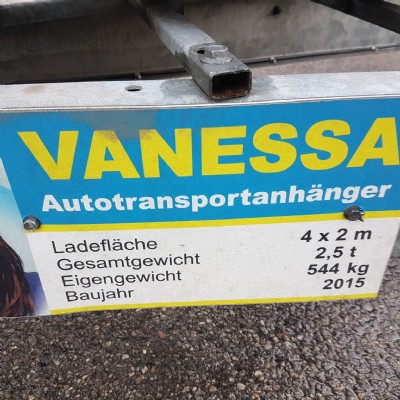 VANESSA
Autotransportanhänger
Ladefläche 4 x 2 m
Gesamtgewicht 2,5 t
Eigengewicht 544 kg
Baujahr 2015